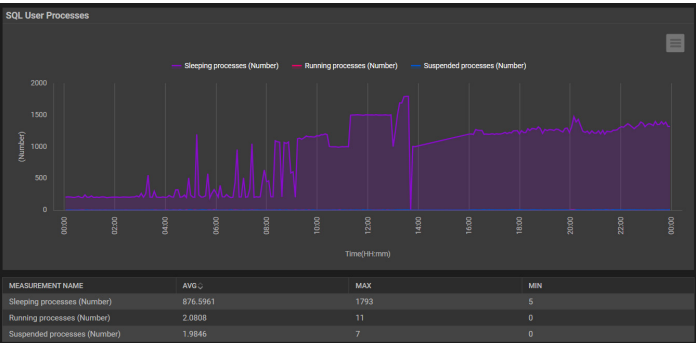 SQL User Processes
Sleeping processes (Number) Running processes (Number) Suspended processes (Number)
2000
1500
1000
500
0
(Number)
00:00 02:00 04:00 06:00 08:00 10:00 12:00 14:00 16:00 18:00 20:00 22:00 00:00
Time(HH:mm)
MEASUREMENT NAME AVG MAX MIN
Sleeping processes (Number) 876.5961 1793 5
Running processes (Number) 2.0808 11 0
Suspended processes (Number) 1.9846 7 0